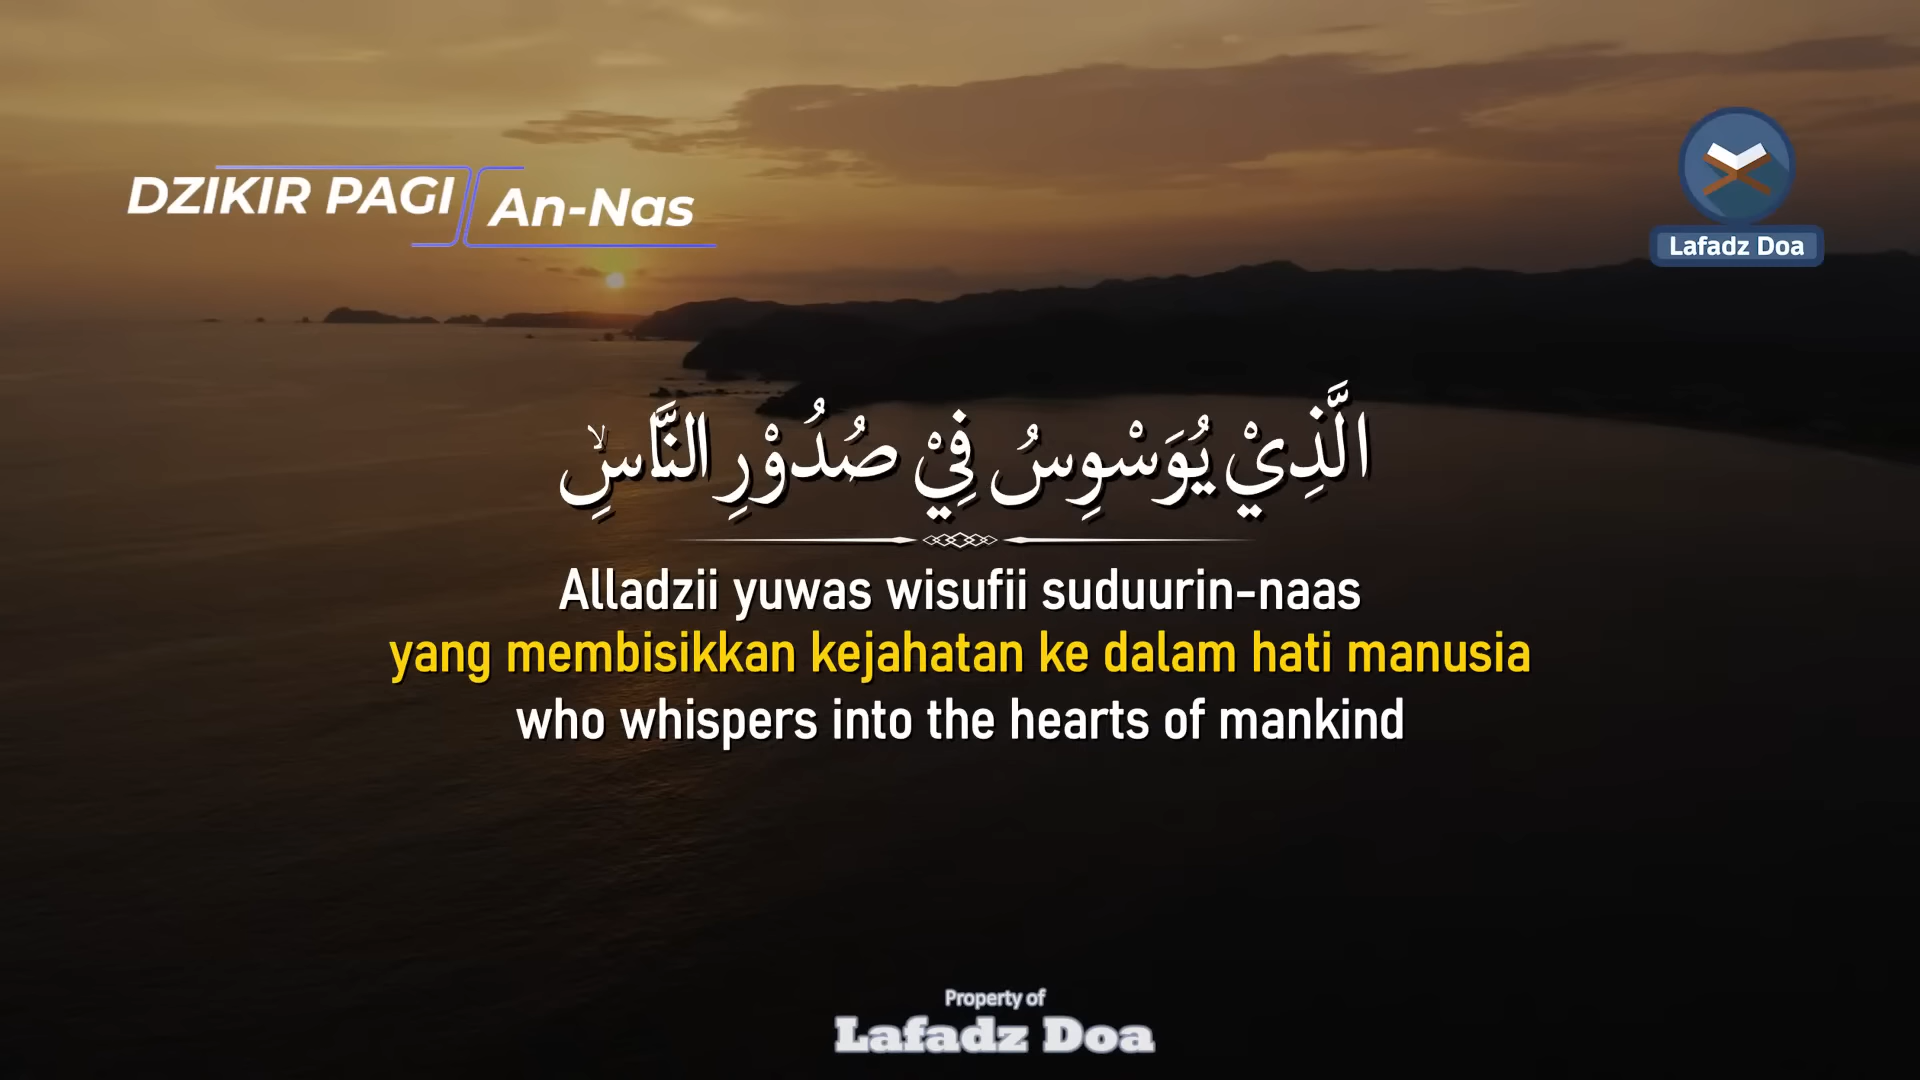 DZIKIR PAGI
An-Nas
Lafadz Doa
الَّذِيْ يُوَسْوِسُ فِيْ صُدُوْرِ النَّاسِۙ
Alladzii yuwas wisufii suduurin-naas
yang membisikkan kejahatan ke dalam hati manusia
who whispers into the hearts of mankind
Property of
Lafadz Doa